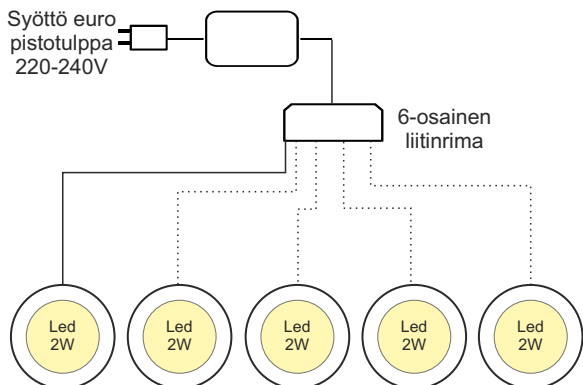 Syöttö euro
pistotulppa
220-240V
6-osainen
liitinrima
Led
2W
Led
2W
Led
2W
Led
2W
Led
2W